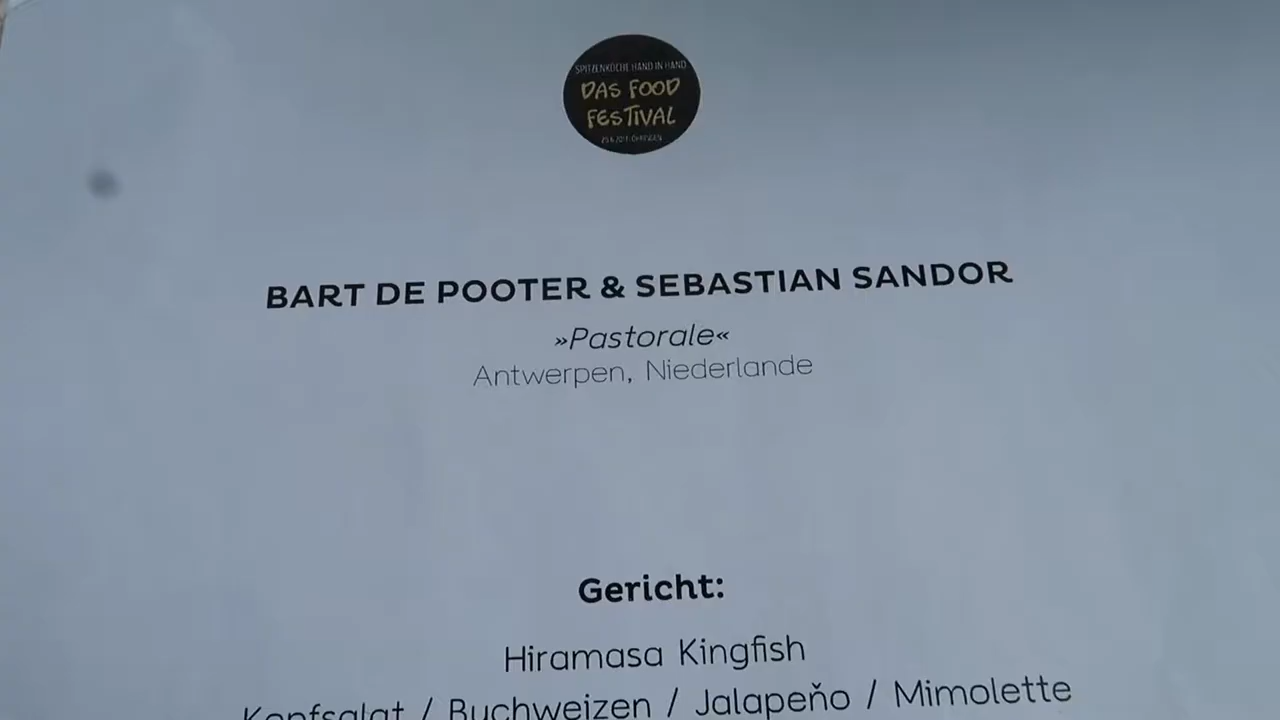 SPITZENKÖCHE HAND IN HAND
DAS FOOD
FESTIVAL
BART DE POOTER & SEBASTIAN SANDOR
»Pastorale«
Antwerpen, Niederlande
Gericht:
Hiramasa Kingfish
Kopfsalat / Buchweizen / Jalapeňo / Mimolette